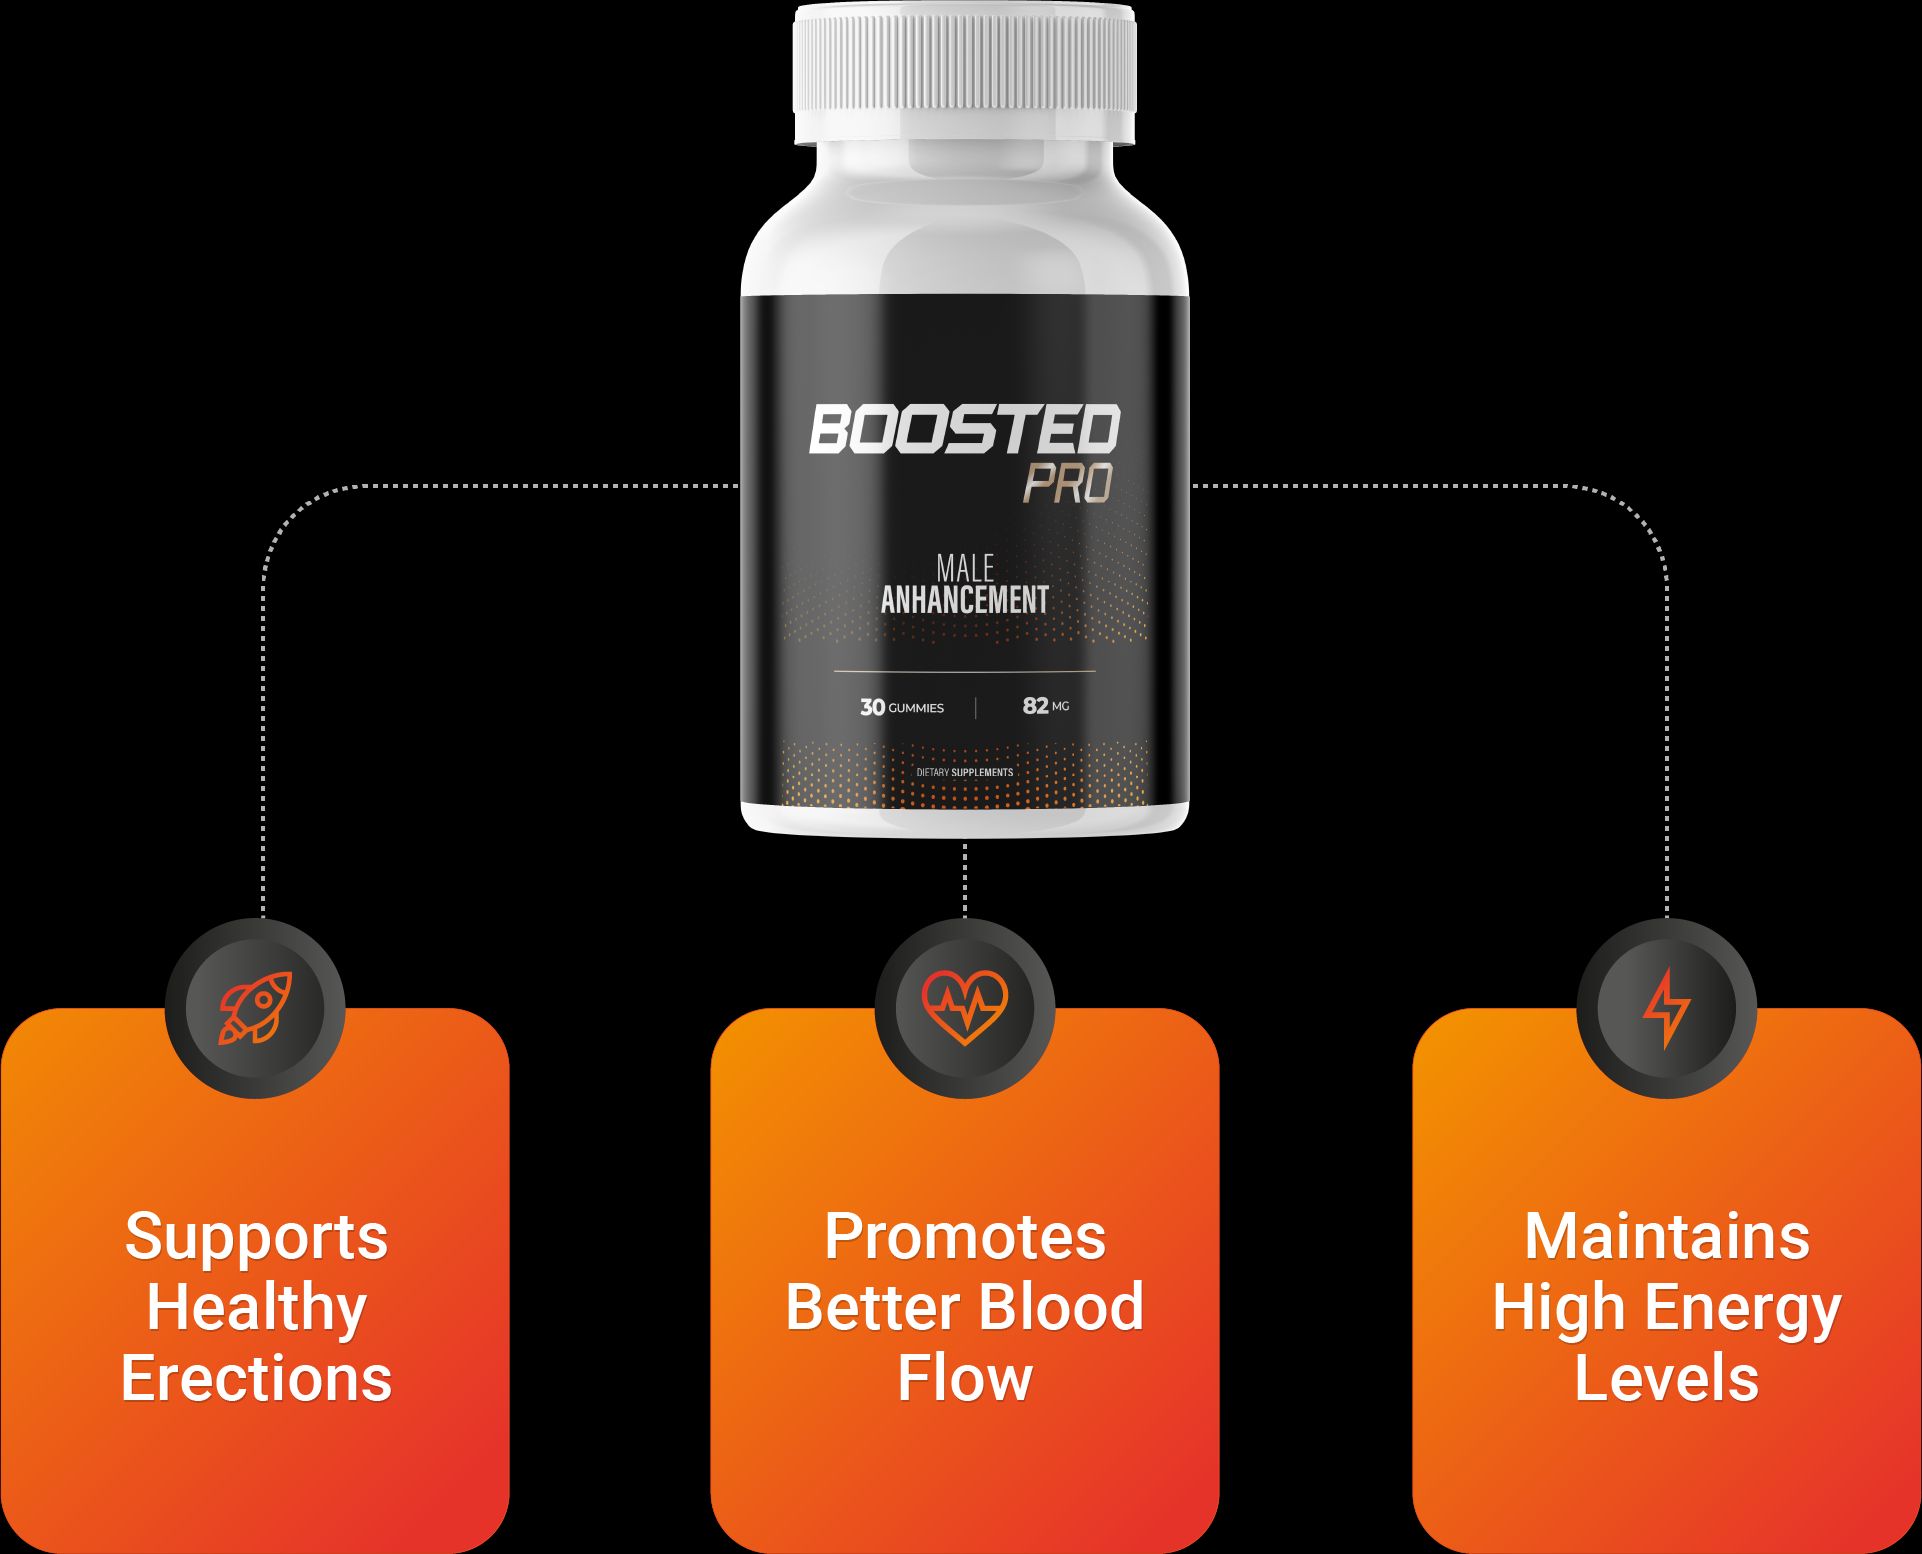 BOOSTED
PRO
MALE
ANHANCEMENT
30 GUMMIES | 82 MG
DIETARY SUPPLEMENTS
Supports
Healthy
Erections
Promotes
Better Blood
Flow
Maintains
High Energy
Levels